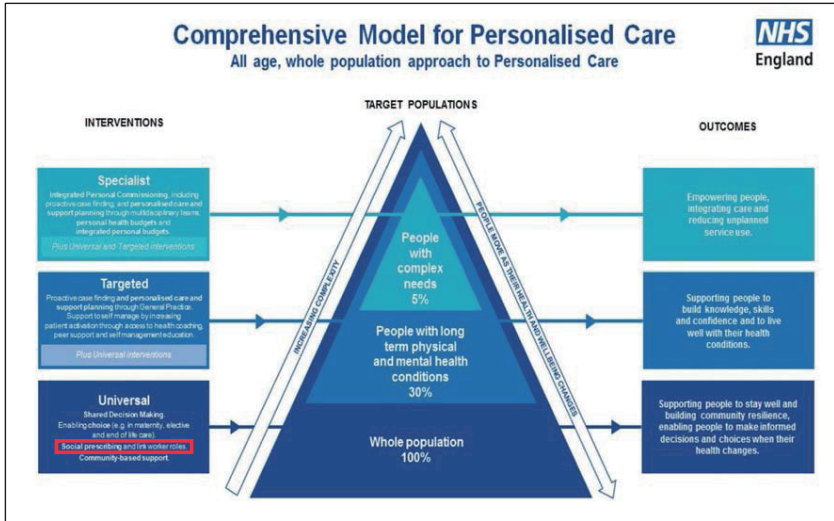 Comprehensive Model for Personalised Care
All age, whole population approach to Personalised Care
NHS
England
INTERVENTIONS
TARGET POPULATIONS
OUTCOMES
Specialist
Integrated Personal Commissioning, including
proactive case finding, and personalised care and
support planning through multidisciplinary teams,
personal health budgets and
integrated personal budgets.
Plus Universal and Targeted interventions
Targeted
Proactive case finding and personalised care and
support planning through General Practice.
Support to self manage by increasing
patient activation through access to health coaching,
peer support and self management education.
Plus Universal interventions
Universal
Shared Decision Making.
Enabling choice (e.g. in maternity, elective
and end of life care).
Social prescribing and link worker roles.
Community-based support.
INCREASING COMPLEXITY
People
with
complex
needs
5%
People with long
term physical
and mental health
conditions
30%
Whole population
100%
PEOPLE MOVE AS THEIR HEALTH AND WELLBEING CHANGES
Empowering people,
integrating care and
reducing unplanned
service use.
Supporting people to
build knowledge, skills
and confidence and to live
well with their health
conditions.
Supporting people to stay well and
building community resilience,
enabling people to make informed
decisions and choices when their
health changes.